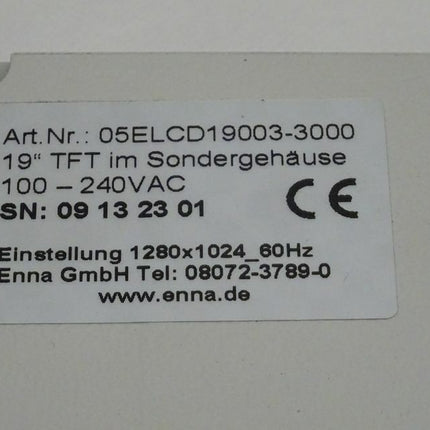 Art.Nr.: 05ELCD19003-3000
19“ TFT im Sondergehäuse
100 – 240VAC
SN: 09 13 23 01
CE
Einstellung 1280x1024_60Hz
Enna GmbH Tel: 08072-3789-0
www.enna.de